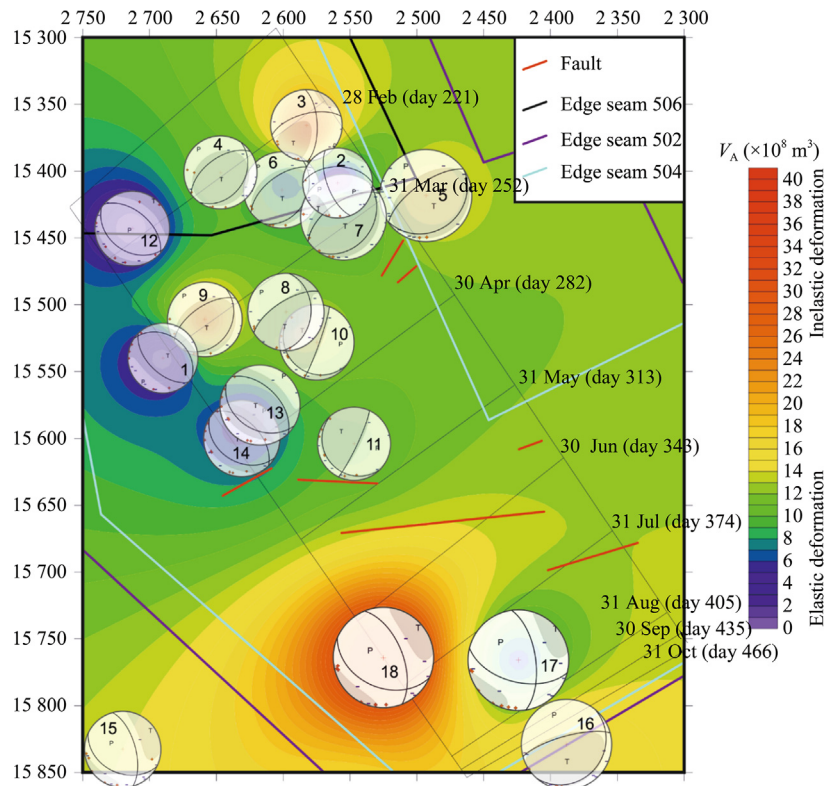 2 750 2 700 2 650 2 600 2 550 2 500 2 450 2 400 2 350 2 300
15 300
15 350
15 400
15 450
15 500
15 550
15 600
15 650
15 700
15 750
15 800
15 850
Fault
Edge seam 506
Edge seam 502
Edge seam 504
28 Feb (day 221)
31 Mar (day 252)
30 Apr (day 282)
31 May (day 313)
30 Jun (day 343)
31 Jul (day 374)
31 Aug (day 405)
30 Sep (day 435)
31 Oct (day 466)
3
P
4
P
T
6
P
T
2
P
5
T
7
T
12
P
9
P
T
8
T
10
P
1
T
13
P
T
14
T
11
18
P
T
17
P
T
15
P
T
16
P
T
V_A (×10⁸ m³)
40
38
36
34
32
30
28
26
24
22
20
18
16
14
12
10
8
6
4
2
0
Inelastic deformation
Elastic deformation